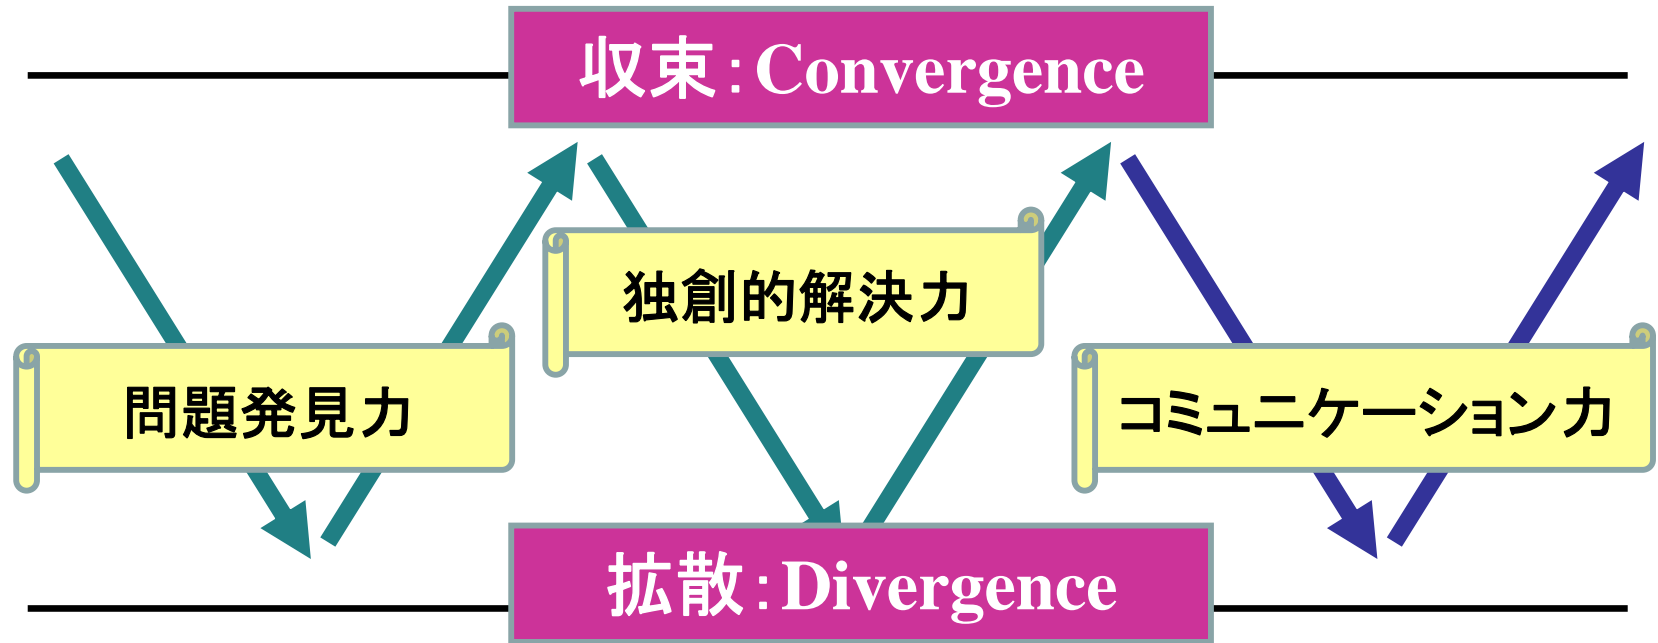 収束:Convergence
独創的解決力
問題発見力
コミュニケーション力
拡散:Divergence